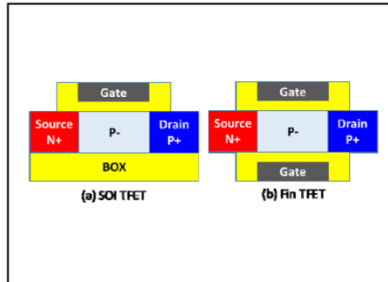 Gate
Source
N+
P-
Drain
P+
BOX
(a) SOI TFET
Gate
Source
N+
P-
Drain
P+
Gate
(b) Fin TFET